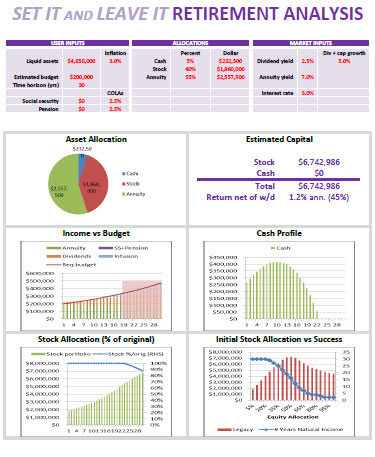 SET IT AND LEAVE IT RETIREMENT ANALYSIS
USER INPUTS ALLOCATIONS MARKET INPUTS
Inflation Percent Dollar Div + cap growth
Liquid assets $4,650,000 3.0% Cash 5% $232,500 Dividend yield 2.5% 5.0%
Stock 40% $1,860,000
Estimated budget $200,000 Annuity 55% $2,557,500 Annuity yield 7.0%
Time horizon (yrs) 30
COLAs Interest rate 3.0%
Social security $0 2.5%
Pension $0 2.5%
Asset Allocation
$232,50
0
$1,860,
000
$2,557,
500
Cash
Stock
Annuity
Estimated Capital
Stock $6,742,986
Cash $0
Total $6,742,986
Return net of w/d 1.2% ann. (45%)
Income vs Budget
Annuity SS+Pension
Dividends Infusion
Req budget
$600,000
$500,000
$400,000
$300,000
$200,000
$100,000
$0
1 4 7 10 13 16 19 22 25 28
Cash Profile
Cash
$450,000
$400,000
$350,000
$300,000
$250,000
$200,000
$150,000
$100,000
$50,000
$0
1 4 7 10 13 16 19 22 25 28
Stock Allocation (% of original)
Stock portfolio Stock %/orig (RHS)
$8,000,000
$7,000,000
$6,000,000
$5,000,000
$4,000,000
$3,000,000
$2,000,000
$1,000,000
$0
100%
90%
80%
70%
60%
50%
40%
30%
20%
10%
0%
1 4 7 10 13 16 19 22 25 28
Initial Stock Allocation vs Success
$8,000,000
$7,000,000
$6,000,000
$5,000,000
$4,000,000
$3,000,000
$2,000,000
$1,000,000
$0
35
30
25
20
15
10
5
0
Equity Allocation
Legacy # Years Natural Income